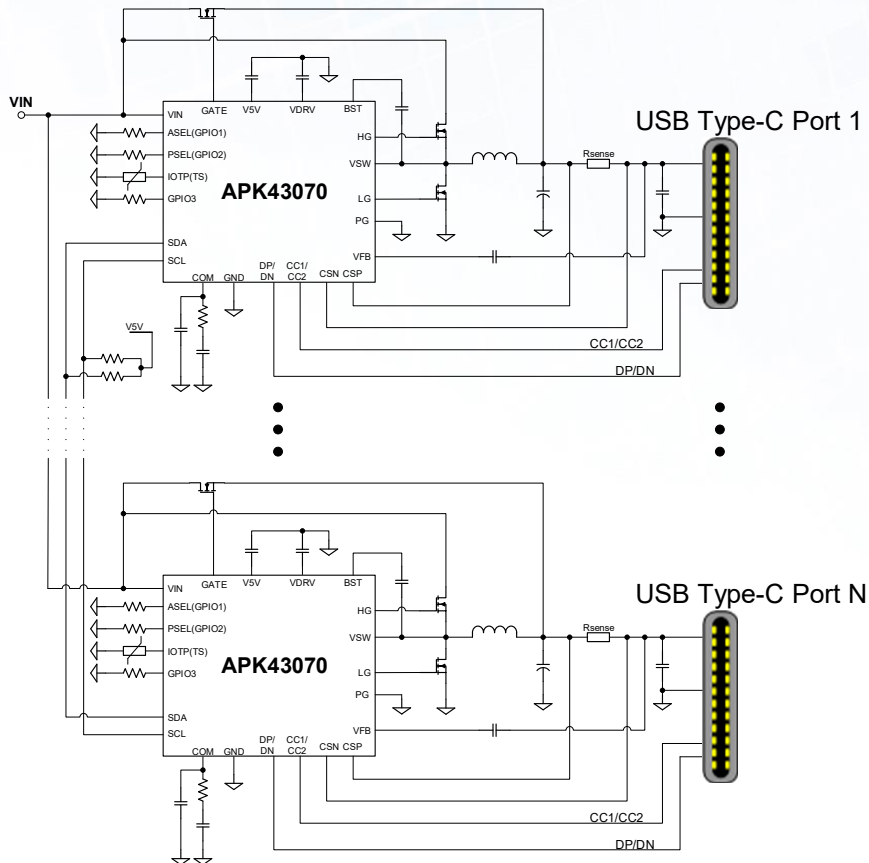 VIN
GATE
V5V
VDRV
BST
VIN
ASEL(GPIO1)
PSEL(GPIO2)
IOTP(TS)
GPIO3
SDA
SCL
APK43070
HG
VSW
LG
PG
VFB
COM
GND
DP/
DN
CC1/
CC2
CSN
CSP
Rsense
USB Type-C Port 1
CC1/CC2
DP/DN
V5V
GATE
V5V
VDRV
BST
VIN
ASEL(GPIO1)
PSEL(GPIO2)
IOTP(TS)
GPIO3
SDA
SCL
APK43070
HG
VSW
LG
PG
VFB
COM
GND
DP/
DN
CC1/
CC2
CSN
CSP
Rsense
USB Type-C Port N
CC1/CC2
DP/DN